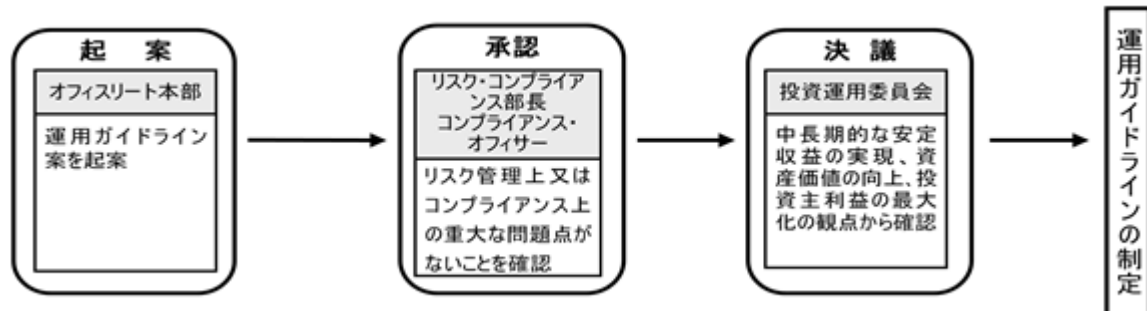 起　案
オフィスリート本部
運用ガイドライン
案を起案
承認
リスク・コンプライア
ンス部長
コンプライアンス・
オフィサー
リスク管理上又は
コンプライアンス上
の重大な問題点が
ないことを確認
決　議
投資運用委員会
中長期的な安定
収益の実現、資
産価値の向上、投
資主利益の最大
化の観点から確認
運用ガイドラインの制定